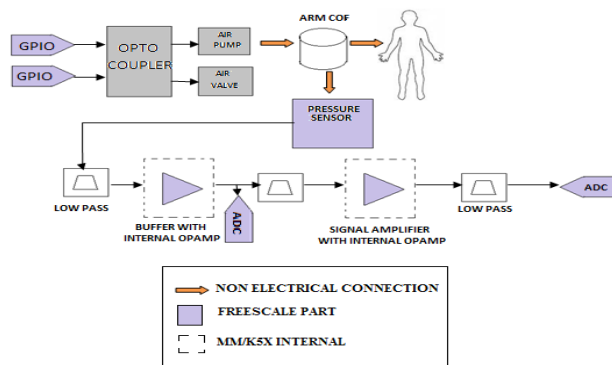 ARM COF
GPIO
GPIO
OPTO
COUPLER
AIR
PUMP
AIR
VALVE
PRESSURE
SENSOR
LOW PASS
BUFFER WITH
INTERNAL OPAMP
ADC
SIGNAL AMPLIFIER
WITH INTERNAL OPAMP
LOW PASS
ADC
NON ELECTRICAL CONNECTION
FREESCALE PART
MM/K5X INTERNAL